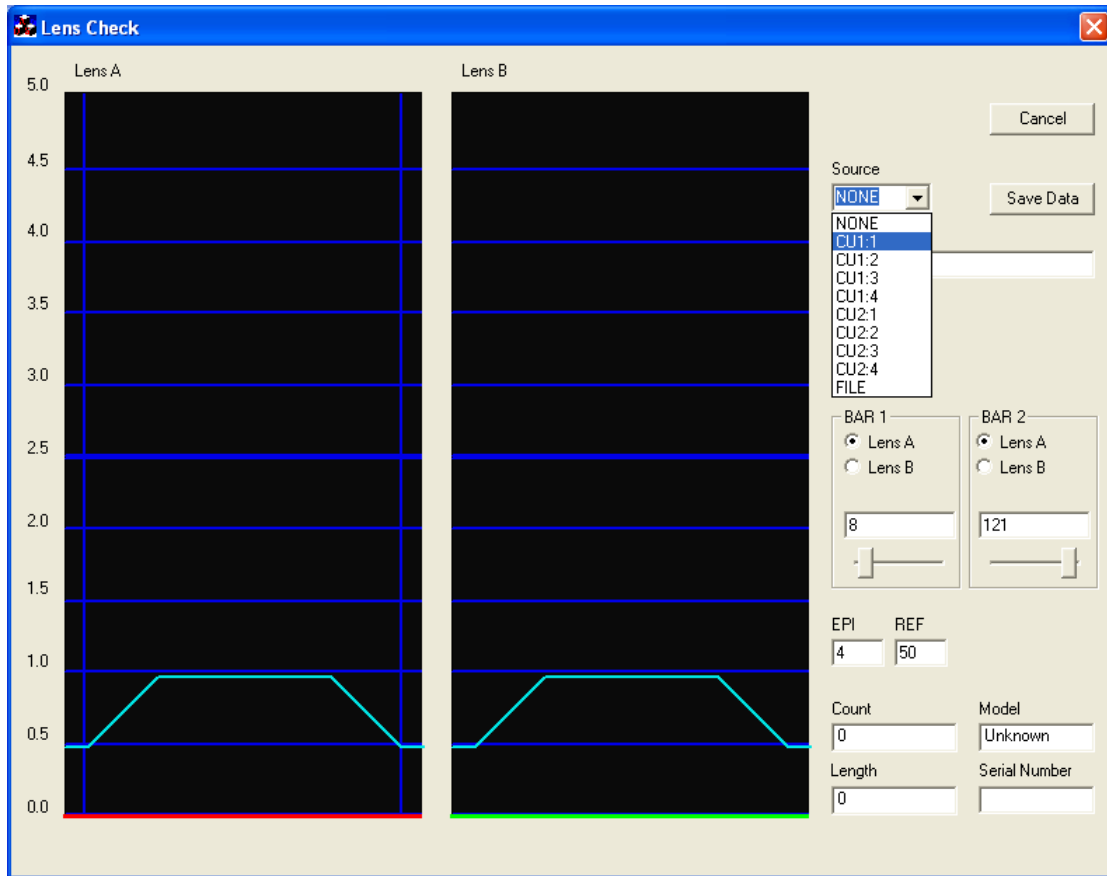 Lens Check
Lens A
Lens B
5.0
4.5
4.0
3.5
3.0
2.5
2.0
1.5
1.0
0.5
0.0
Cancel
Source
NONE
Save Data
NONE
CU1:1
CU1:2
CU1:3
CU1:4
CU2:1
CU2:2
CU2:3
CU2:4
FILE
BAR 1
Lens A
Lens B
8
BAR 2
Lens A
Lens B
121
EPI
REF
4
50
Count
Model
0
Unknown
Length
Serial Number
0